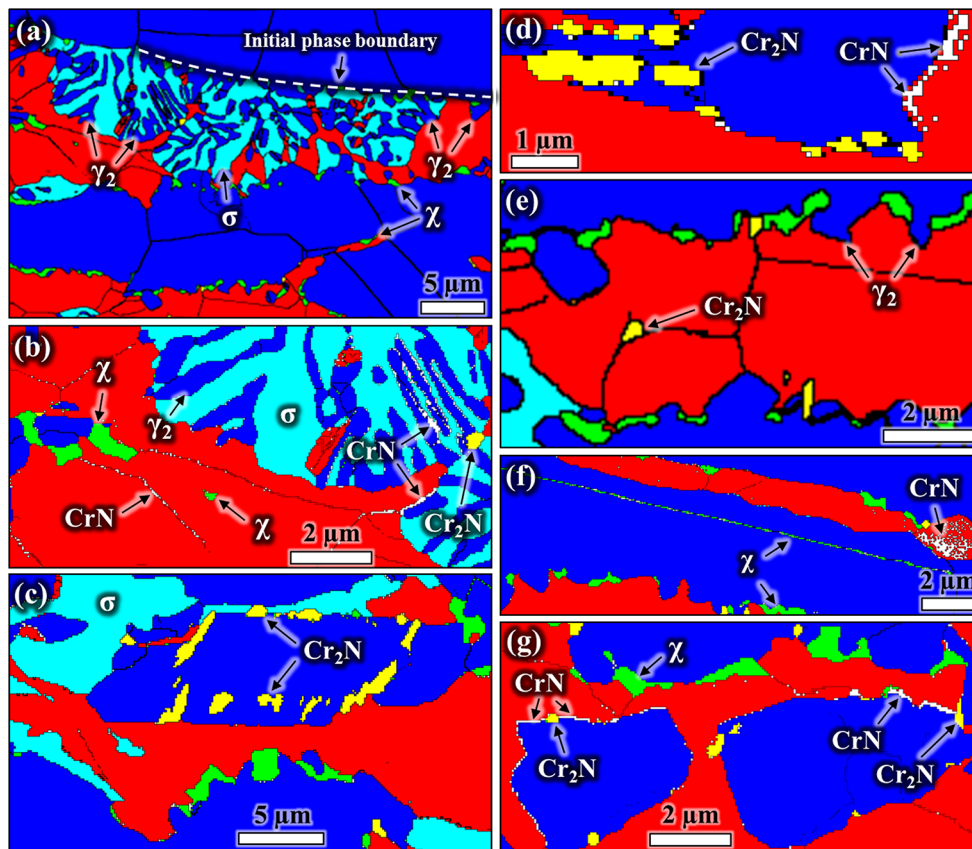 (a)
Initial phase boundary
γ₂
σ
γ₂
χ
5 μm
(b)
χ
γ₂
σ
CrN
CrN
χ
Cr₂N
2 μm
(c)
σ
Cr₂N
5 μm
(d)
Cr₂N
CrN
1 μm
(e)
γ₂
Cr₂N
2 μm
(f)
CrN
χ
2 μm
(g)
χ
CrN
CrN
Cr₂N
Cr₂N
2 μm